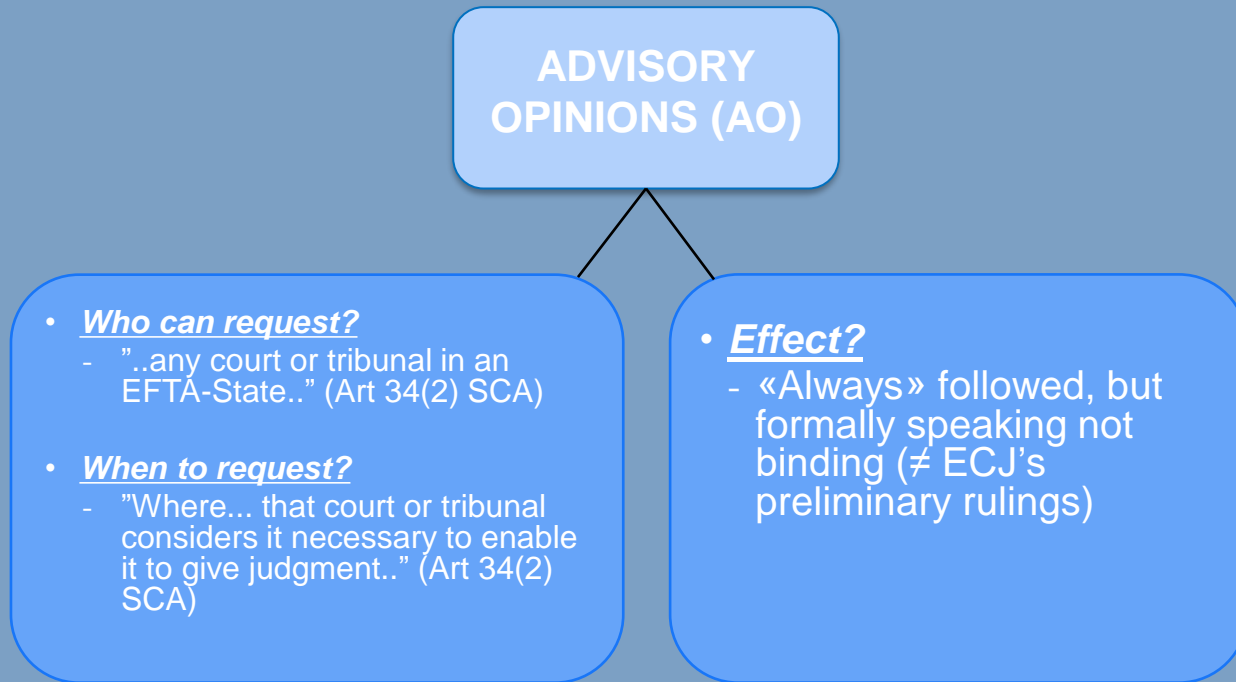 ADVISORY
OPINIONS (AO)
• Who can request?
- ”..any court or tribunal in an
EFTA-State..” (Art 34(2) SCA)
• When to request?
- ”Where... that court or tribunal
considers it necessary to enable
it to give judgment..” (Art 34(2)
SCA)
• Effect?
- «Always» followed, but
formally speaking not
binding (≠ ECJ’s
preliminary rulings)